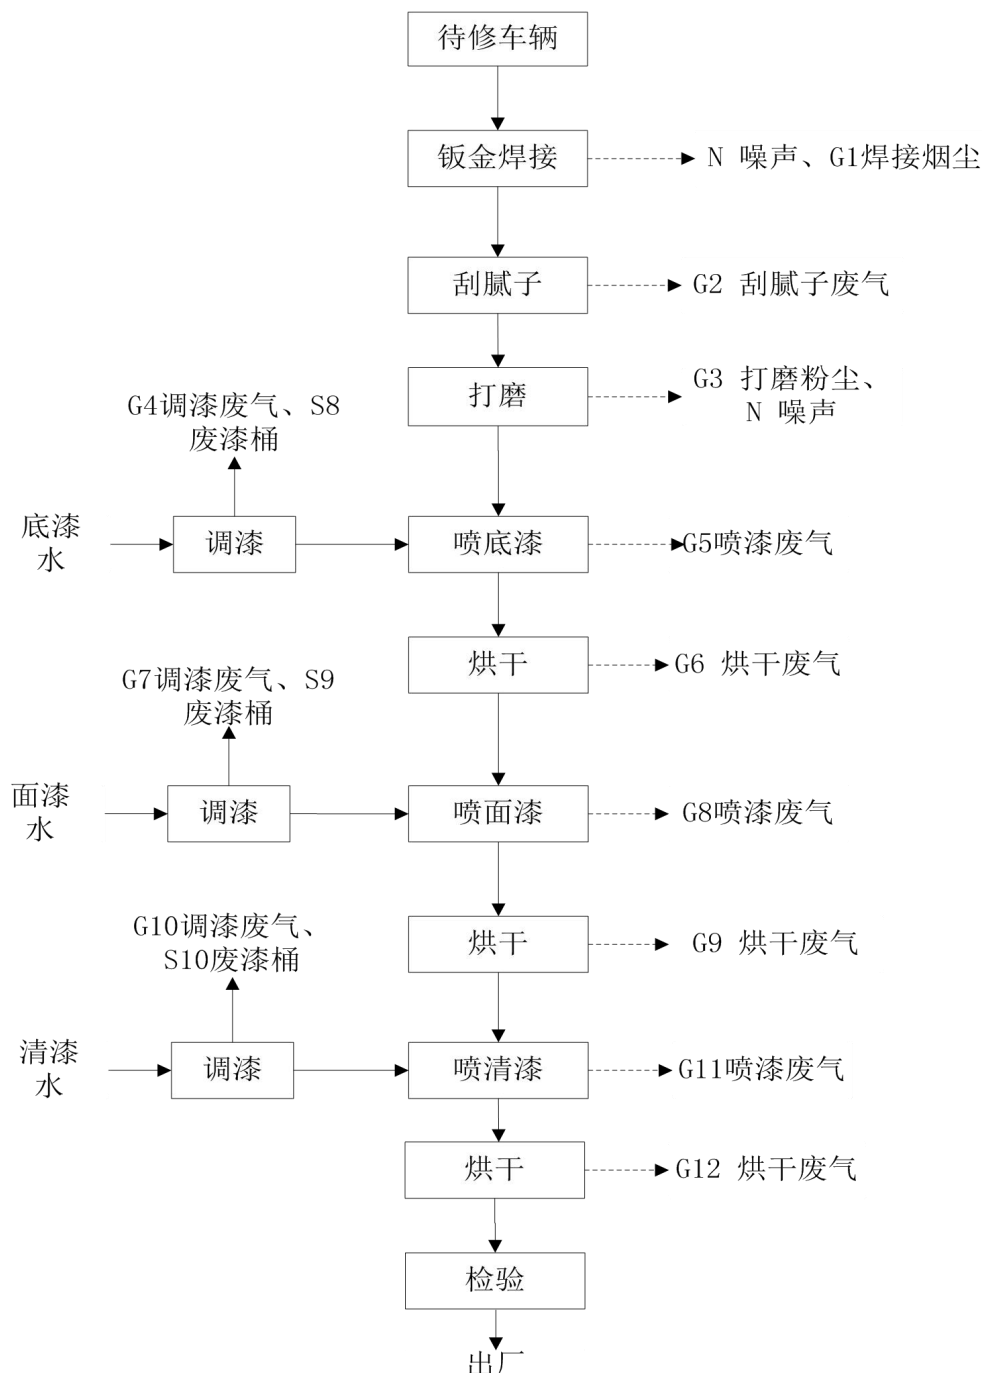 待修车辆
钣金焊接
N 噪声、G1焊接烟尘
刮腻子
G2 刮腻子废气
打磨
G3 打磨粉尘、
N 噪声
G4调漆废气、S8
废漆桶
底漆
水
调漆
喷底漆
G5喷漆废气
烘干
G6 烘干废气
G7调漆废气、S9
废漆桶
面漆
水
调漆
喷面漆
G8喷漆废气
烘干
G9 烘干废气
G10调漆废气、
S10废漆桶
清漆
水
调漆
喷清漆
G11喷漆废气
烘干
G12 烘干废气
检验
出厂